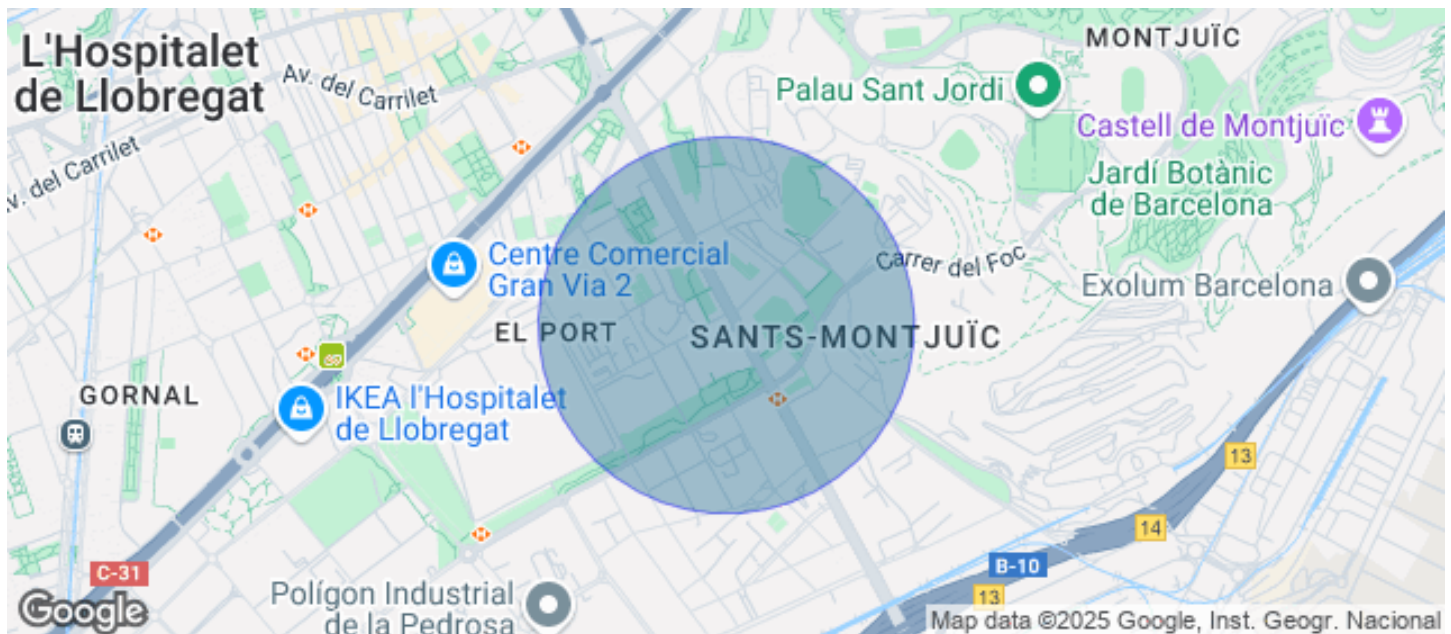 L'Hospitalet
de Llobregat
Av. del Carrilet
Av. del Carrilet
MONTJUÏC
Palau Sant Jordi
Castell de Montjuïc
Jardí Botànic
de Barcelona
Centre Comercial
Gran Via 2
Carrer del Foc
Exolum Barcelona
EL PORT
SANTS-MONTJUÏC
GORNAL
IKEA l'Hospitalet
de Llobregat
13
14
B-10
C-31
13
Polígon Industrial
de la Pedrosa
Google
Map data ©2025 Google, Inst. Geogr. Nacional